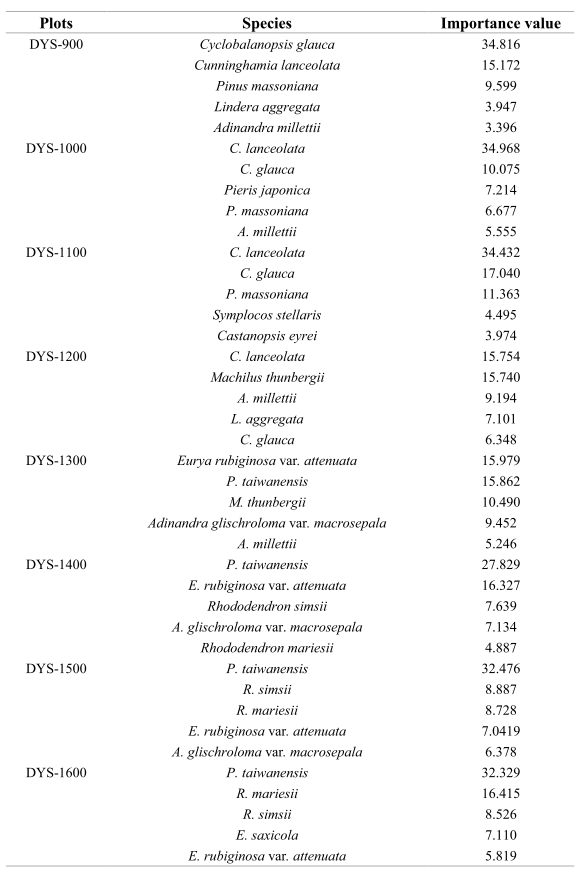 Plots Species Importance value
DYS-900 Cyclobalanopsis glauca 34.816
Cunninghamia lanceolata 15.172
Pinus massoniana 9.599
Lindera aggregata 3.947
Adinandra millettii 3.396
DYS-1000 C. lanceolata 34.968
C. glauca 10.075
Pieris japonica 7.214
P. massoniana 6.677
A. millettii 5.555
DYS-1100 C. lanceolata 34.432
C. glauca 17.040
P. massoniana 11.363
Symplocos stellaris 4.495
Castanopsis eyrei 3.974
DYS-1200 C. lanceolata 15.754
Machilus thunbergii 15.740
A. millettii 9.194
L. aggregata 7.101
C. glauca 6.348
DYS-1300 Eurya rubiginosa var. attenuata 15.979
P. taiwanensis 15.862
M. thunbergii 10.490
Adinandra glischroloma var. macrosepala 9.452
A. millettii 5.246
DYS-1400 P. taiwanensis 27.829
E. rubiginosa var. attenuata 16.327
Rhododendron simsii 7.639
A. glischroloma var. macrosepala 7.134
Rhododendron mariesii 4.887
DYS-1500 P. taiwanensis 32.476
R. simsii 8.887
R. mariesii 8.728
E. rubiginosa var. attenuata 7.0419
A. glischroloma var. macrosepala 6.378
DYS-1600 P. taiwanensis 32.329
R. mariesii 16.415
R. simsii 8.526
E. saxicola 7.110
E. rubiginosa var. attenuata 5.819